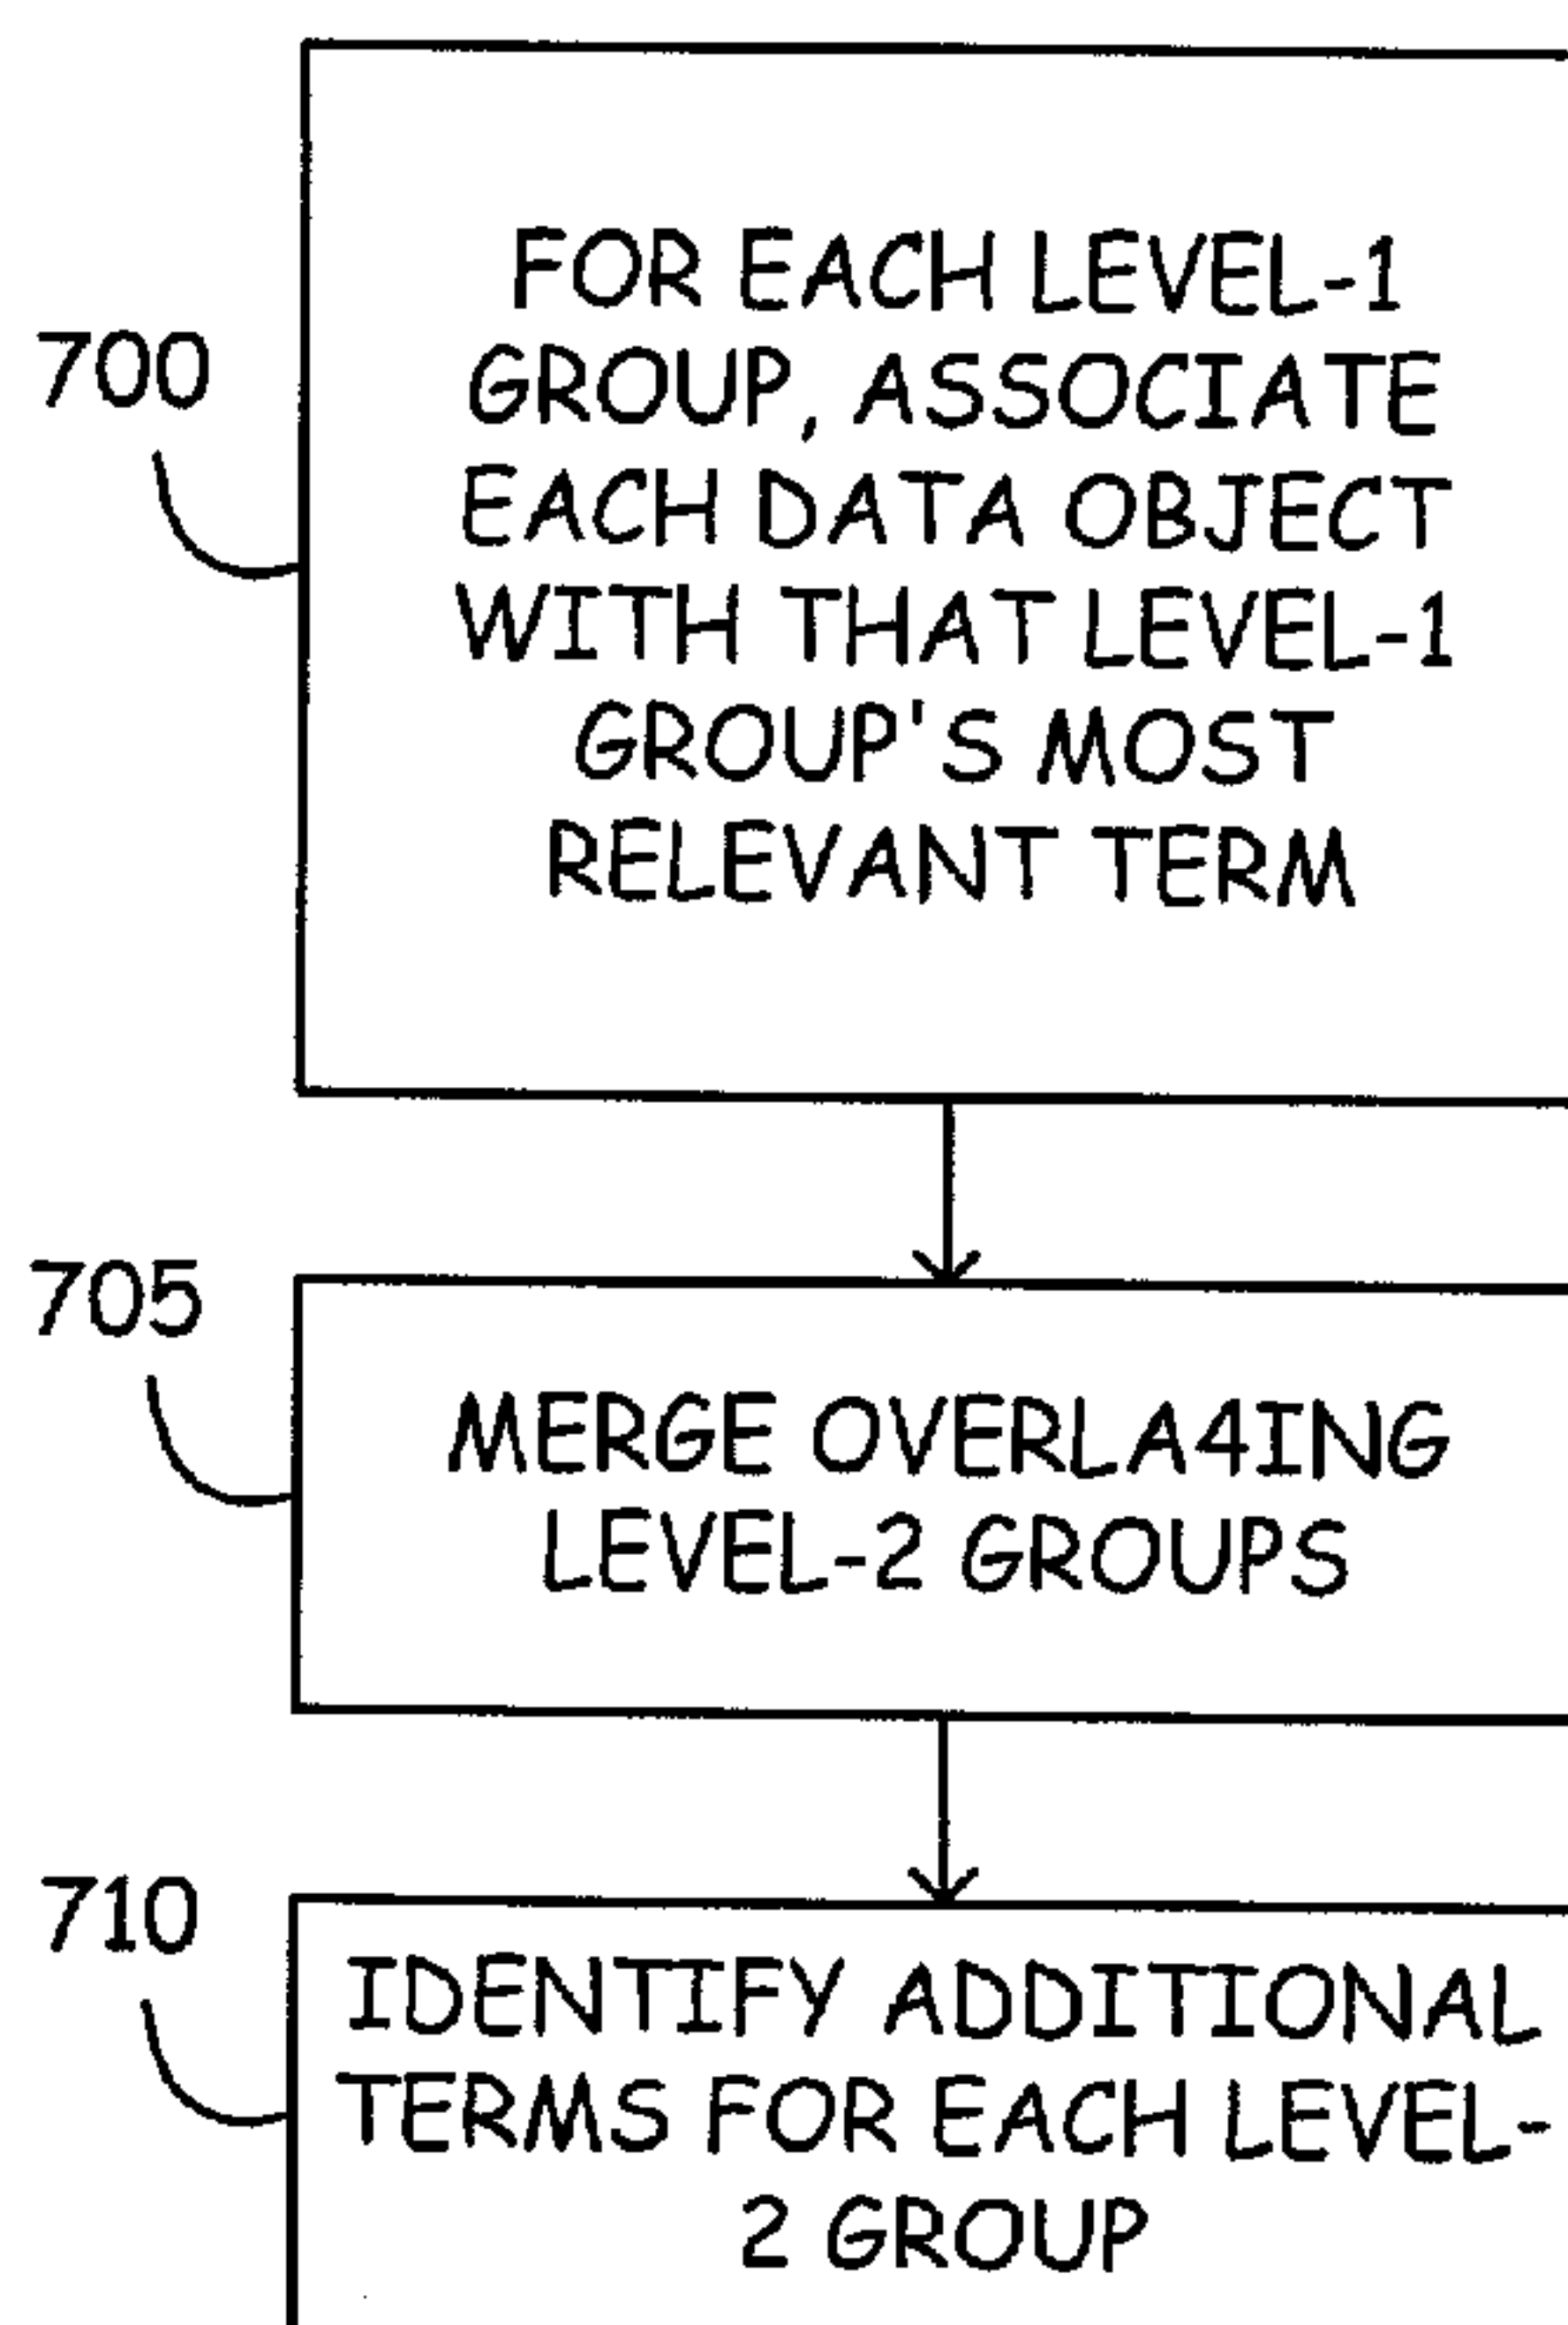 700
FOR EACH LEVEL-1
GROUP, ASSOCIATE
EACH DATA OBJECT
WITH THAT LEVEL-1
GROUP'S MOST
RELEVANT TERM
705
MERGE OVERLA4ING
LEVEL-2 GROUPS
710
IDENTIFY ADDITIONAL
TERMS FOR EACH LEVEL-
2 GROUP